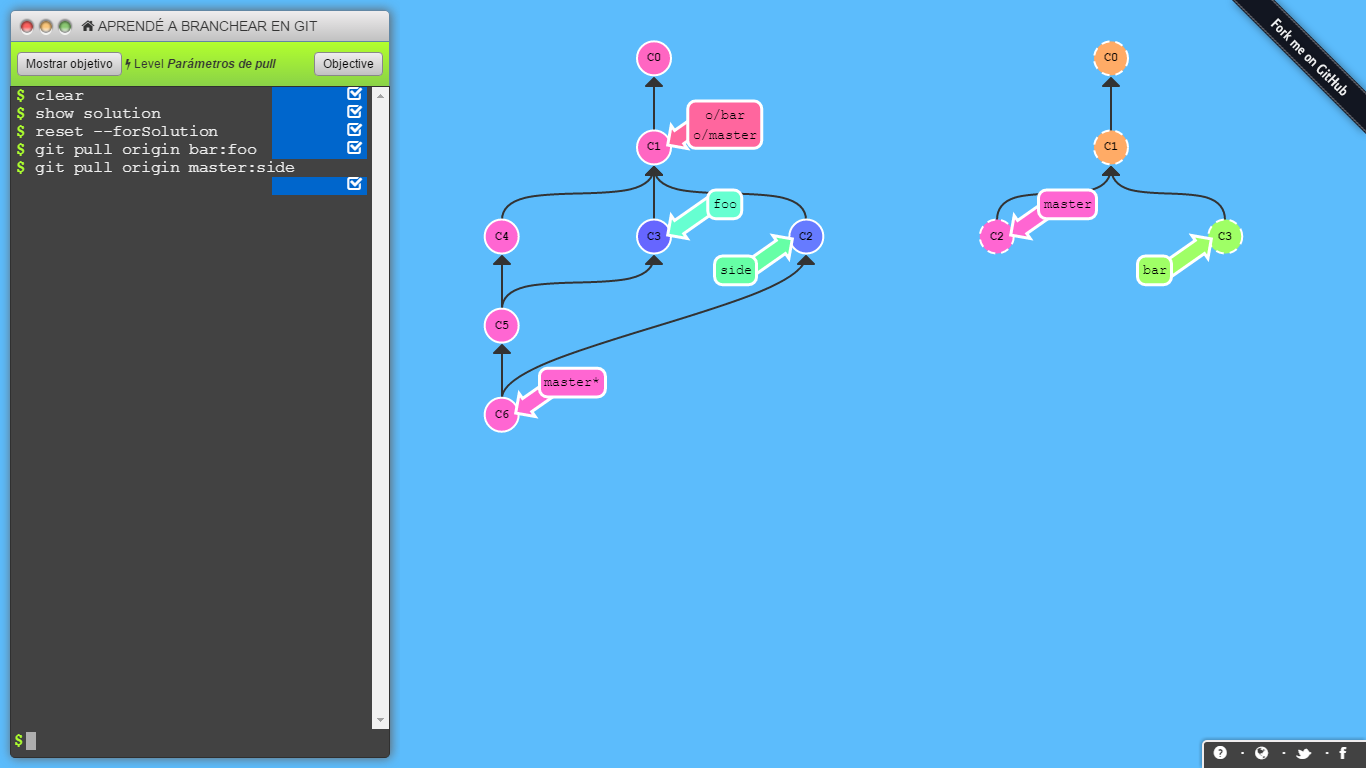 APRENDÉ A BRANCHEAR EN GIT
Mostrar objetivo Level Parámetros de pull Objective
$ clear
$ show solution
$ reset --forSolution
$ git pull origin bar:foo
$ git pull origin master:side
$
C0
o/bar
o/master
C1
foo
C4 C3 C2
side
C5
master*
C6
C0
C1
master
C2 C3
bar
Fork me on GitHub